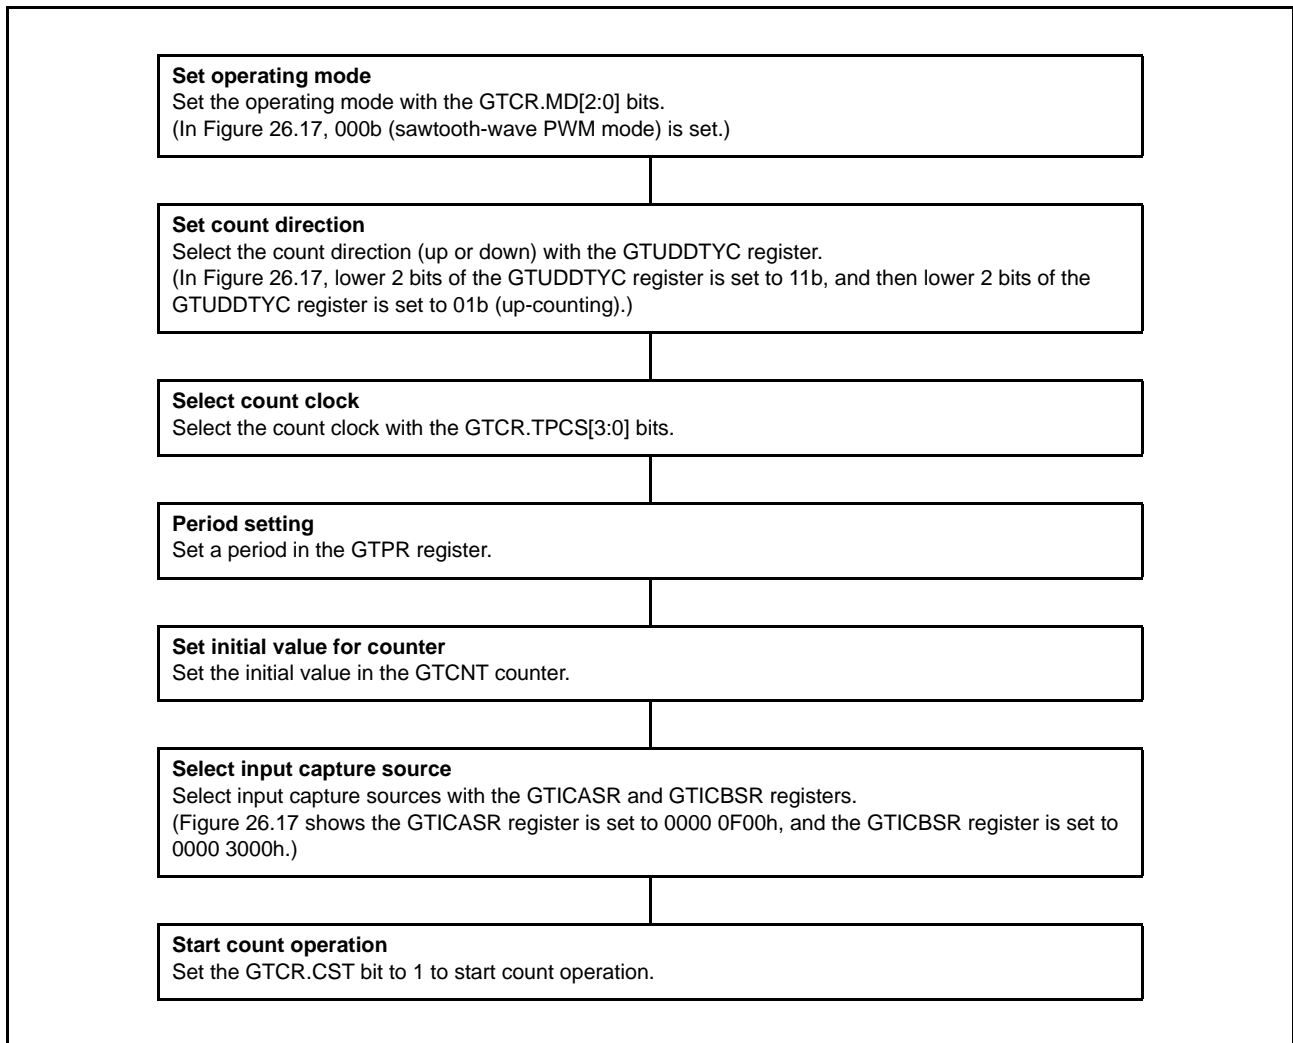 Set operating mode
Set the operating mode with the GTCR.MD[2:0] bits.
(In Figure 26.17, 000b (sawtooth-wave PWM mode) is set.)
Set count direction
Select the count direction (up or down) with the GTUDDTYC register.
(In Figure 26.17, lower 2 bits of the GTUDDTYC register is set to 11b, and then lower 2 bits of the
GTUDDTYC register is set to 01b (up-counting).)
Select count clock
Select the count clock with the GTCR.TPCS[3:0] bits.
Period setting
Set a period in the GTPR register.
Set initial value for counter
Set the initial value in the GTCNT counter.
Select input capture source
Select input capture sources with the GTICASR and GTICBSR registers.
(Figure 26.17 shows the GTICASR register is set to 0000 0F00h, and the GTICBSR register is set to
0000 3000h.)
Start count operation
Set the GTCR.CST bit to 1 to start count operation.